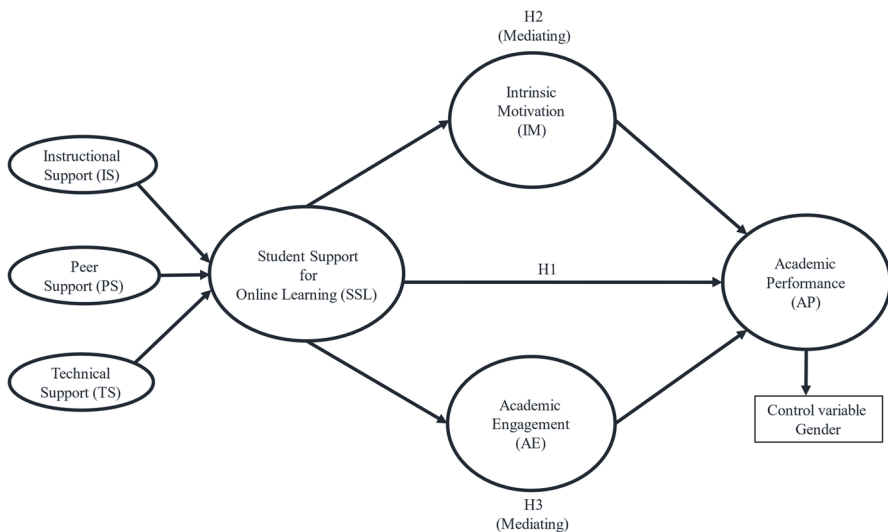 H2
(Mediating)
Intrinsic
Motivation
(IM)
Instructional
Support (IS)
Peer
Support (PS)
Technical
Support (TS)
Student Support
for
Online Learning (SSL)
H1
Academic
Performance
(AP)
Academic
Engagement
(AE)
H3
(Mediating)
Control variable
Gender